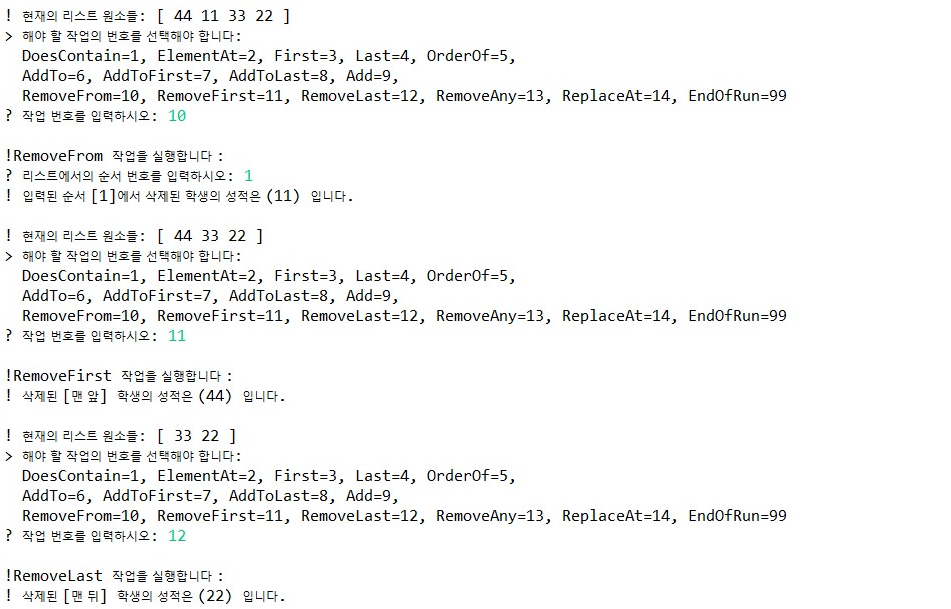 ! 현재의 리스트 원소들: [ 44 11 33 22 ]
> 해야 할 작업의 번호를 선택해야 합니다:
DoesContain=1, ElementAt=2, First=3, Last=4, OrderOf=5,
AddTo=6, AddToFirst=7, AddToLast=8, Add=9,
RemoveFrom=10, RemoveFirst=11, RemoveLast=12, RemoveAny=13, ReplaceAt=14, EndOfRun=99
? 작업 번호를 입력하시오: 10
!RemoveFrom 작업을 실행합니다 :
? 리스트에서의 순서 번호를 입력하시오: 1
! 입력된 순서 [1]에서 삭제된 학생의 성적은 (11) 입니다.
! 현재의 리스트 원소들: [ 44 33 22 ]
> 해야 할 작업의 번호를 선택해야 합니다:
DoesContain=1, ElementAt=2, First=3, Last=4, OrderOf=5,
AddTo=6, AddToFirst=7, AddToLast=8, Add=9,
RemoveFrom=10, RemoveFirst=11, RemoveLast=12, RemoveAny=13, ReplaceAt=14, EndOfRun=99
? 작업 번호를 입력하시오: 11
!RemoveFirst 작업을 실행합니다 :
! 삭제된 [맨 앞] 학생의 성적은 (44) 입니다.
! 현재의 리스트 원소들: [ 33 22 ]
> 해야 할 작업의 번호를 선택해야 합니다:
DoesContain=1, ElementAt=2, First=3, Last=4, OrderOf=5,
AddTo=6, AddToFirst=7, AddToLast=8, Add=9,
RemoveFrom=10, RemoveFirst=11, RemoveLast=12, RemoveAny=13, ReplaceAt=14, EndOfRun=99
? 작업 번호를 입력하시오: 12
!RemoveLast 작업을 실행합니다 :
! 삭제된 [맨 뒤] 학생의 성적은 (22) 입니다.